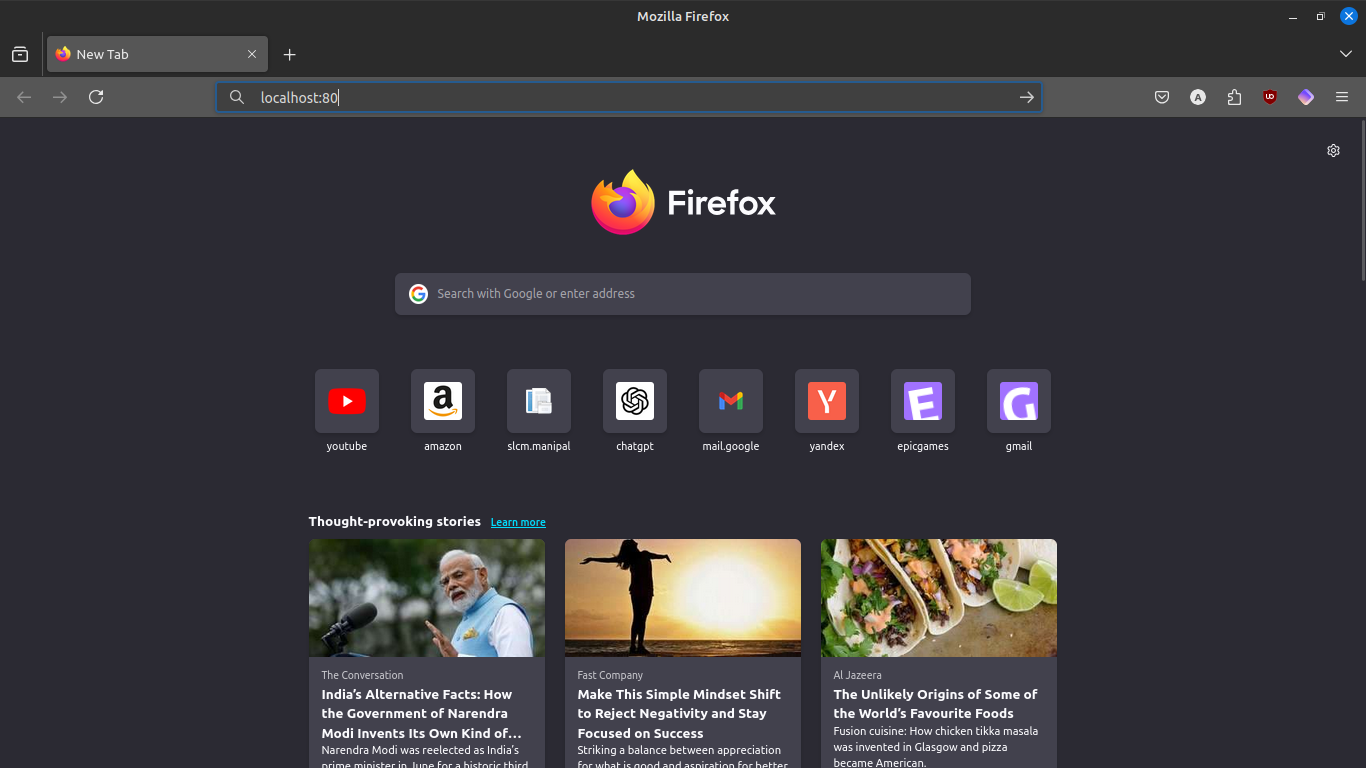 Mozilla Firefox
New Tab
localhost:80
A
UD
Firefox
Search with Google or enter address
youtube
amazon
slcm.manipal
chatgpt
mail.google
yandex
epicgames
gmail
Thought-provoking stories Learn more
The Conversation
India's Alternative Facts: How
the Government of Narendra
Modi Invents Its Own Kind of…
Narendra Modi was reelected as India's
prime minister in June for a historic third
Fast Company
Make This Simple Mindset Shift
to Reject Negativity and Stay
Focused on Success
Striking a balance between appreciation
for what is good and aspiration for better
Al Jazeera
The Unlikely Origins of Some of
the World's Favourite Foods
Fusion cuisine: How chicken tikka masala
was invented in Glasgow and pizza
became American.